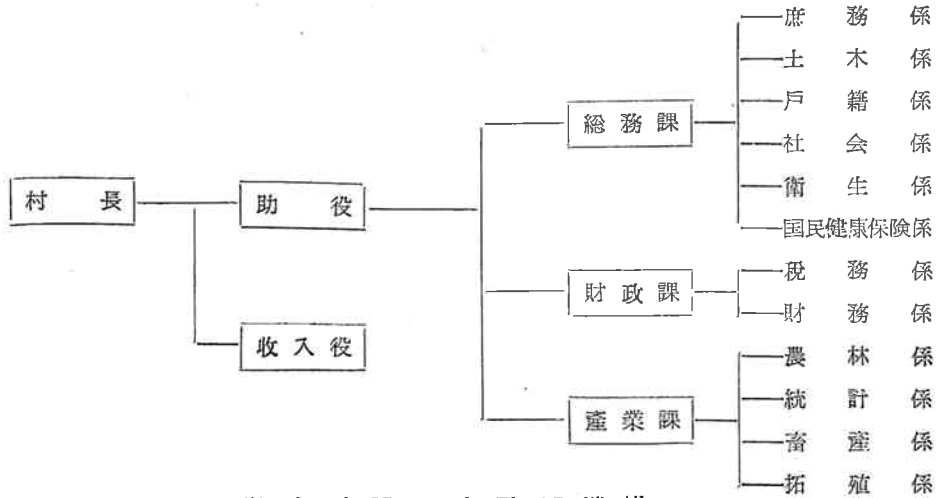 村長
助役
収入役
総務課
庶務係
土木係
戸籍係
社会係
衛生係
国民健康保険係
財政課
税務係
財務係
産業課
農林係
統計係
畜産係
拓殖係